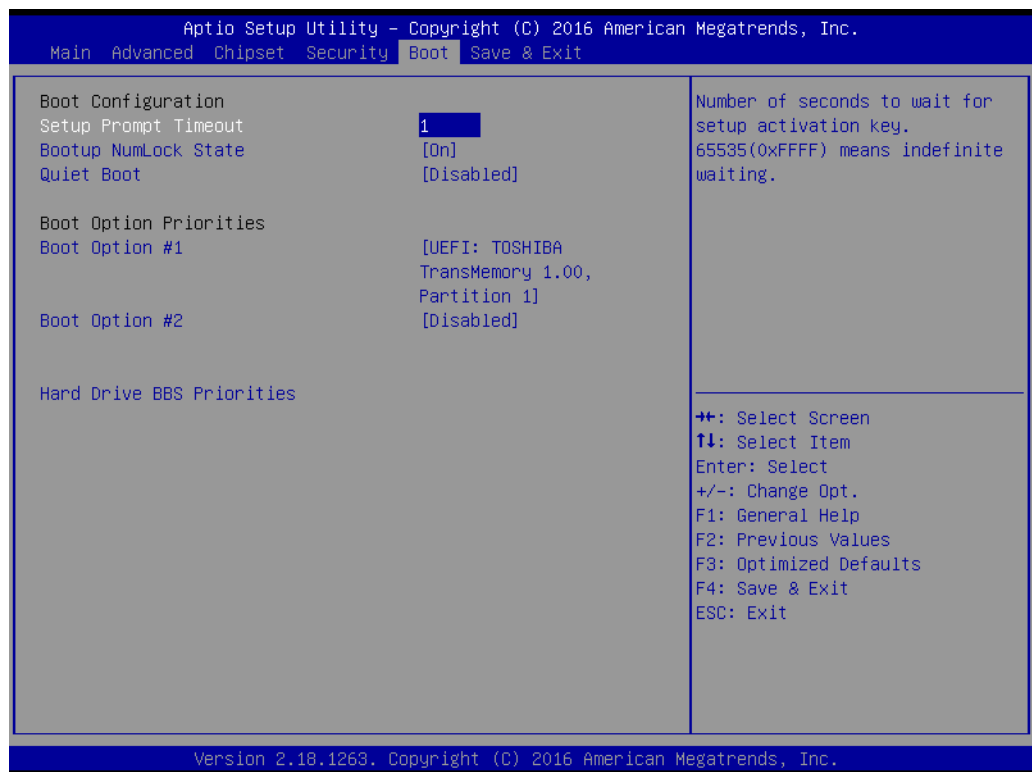 Aptio Setup Utility – Copyright (C) 2016 American Megatrends, Inc.
Main Advanced Chipset Security Boot Save & Exit
Boot Configuration
Setup Prompt Timeout 1
Bootup NumLock State [On]
Quiet Boot [Disabled]
Boot Option Priorities
Boot Option #1 [UEFI: TOSHIBA
TransMemory 1.00,
Partition 1]
Boot Option #2 [Disabled]
Hard Drive BBS Priorities
Number of seconds to wait for
setup activation key.
65535(0xFFFF) means indefinite
waiting.
→←: Select Screen
↑↓: Select Item
Enter: Select
+/-: Change Opt.
F1: General Help
F2: Previous Values
F3: Optimized Defaults
F4: Save & Exit
ESC: Exit
Version 2.18.1263. Copyright (C) 2016 American Megatrends, Inc.